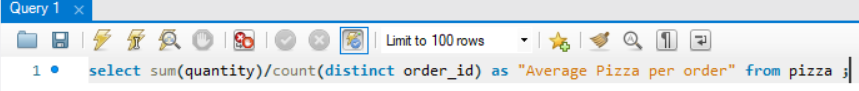 Query 1
Limit to 100 rows
1 select sum(quantity)/count(distinct order_id) as "Average Pizza per order" from pizza ;